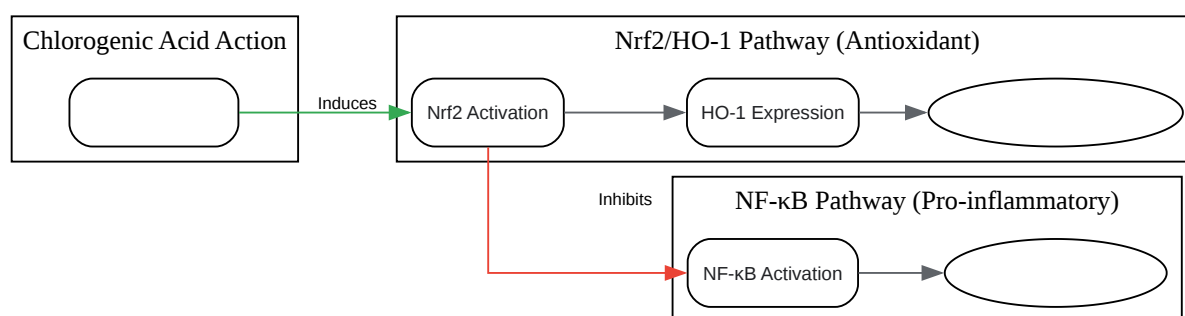 Chlorogenic Acid Action
Nrf2/HO-1 Pathway (Antioxidant)
Induces
Nrf2 Activation
HO-1 Expression
Inhibits
NF-κB Pathway (Pro-inflammatory)
NF-κB Activation